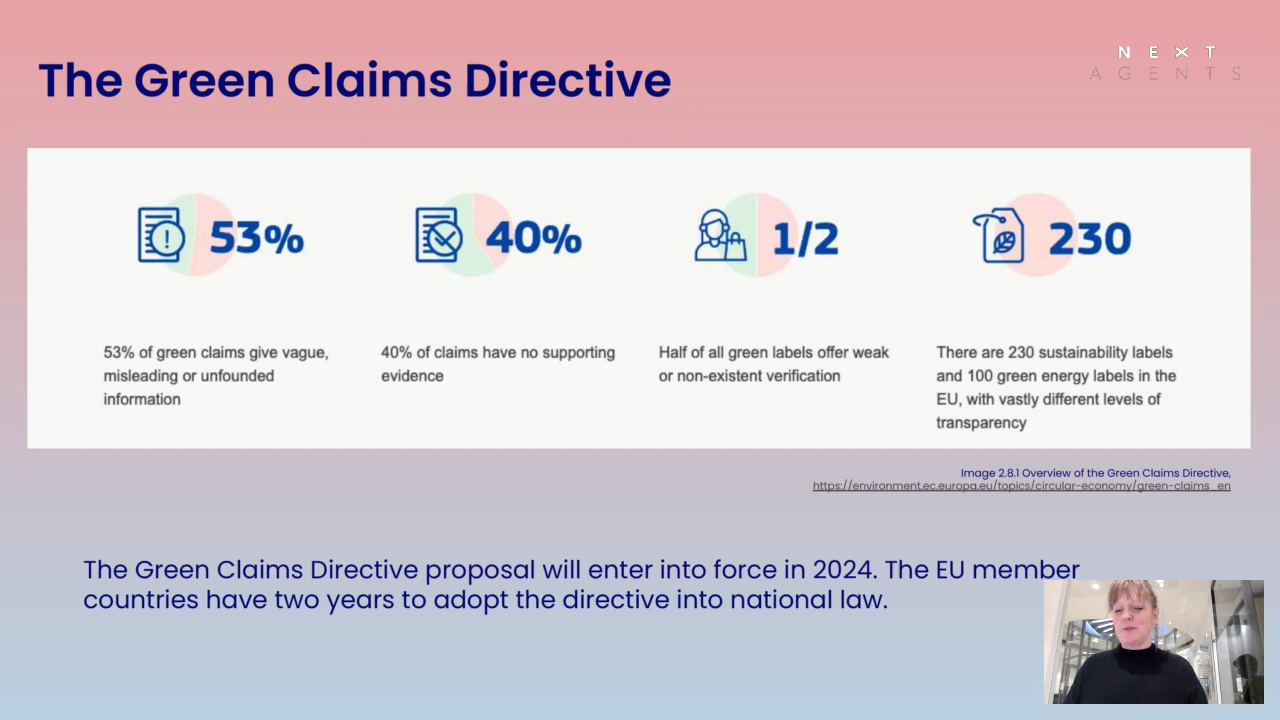 The Green Claims Directive
NEXT
AGENTS
53%
40%
1/2
230
53% of green claims give vague,
misleading or unfounded
information
40% of claims have no supporting
evidence
Half of all green labels offer weak
or non-existent verification
There are 230 sustainability labels
and 100 green energy labels in the
EU, with vastly different levels of
transparency
Image 2.8.1 Overview of the Green Claims Directive,
https://environment.ec.europa.eu/topics/circular-economy/green-claims_en
The Green Claims Directive proposal will enter into force in 2024. The EU member
countries have two years to adopt the directive into national law.